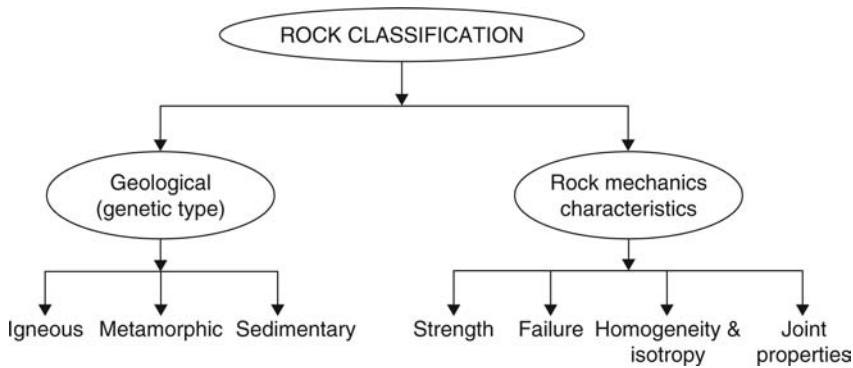 ROCK CLASSIFICATION
Geological
(genetic type)
Rock mechanics
characteristics
Igneous
Metamorphic
Sedimentary
Strength
Failure
Homogeneity &
isotropy
Joint
properties